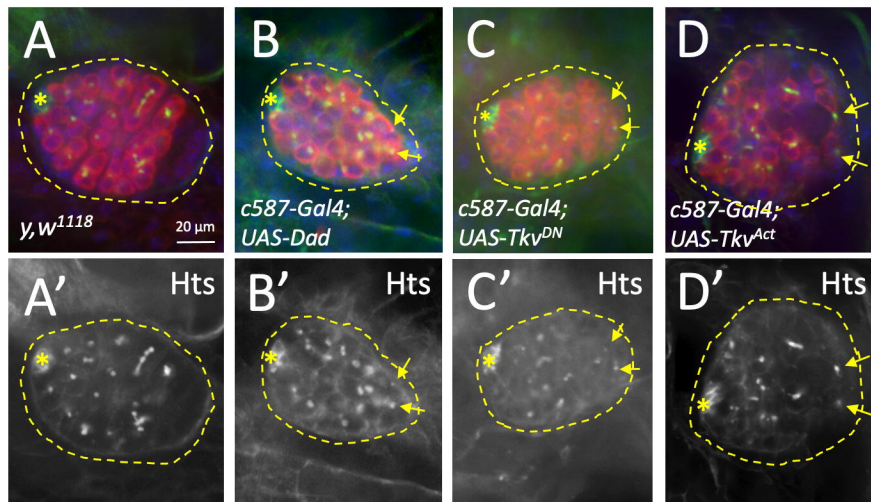 A
y,w1118
20 µm
B
c587-Gal4;
UAS-Dad
C
c587-Gal4;
UAS-TkvDN
D
c587-Gal4;
UAS-TkvAct
A’
Hts
B’
Hts
C’
Hts
D’
Hts